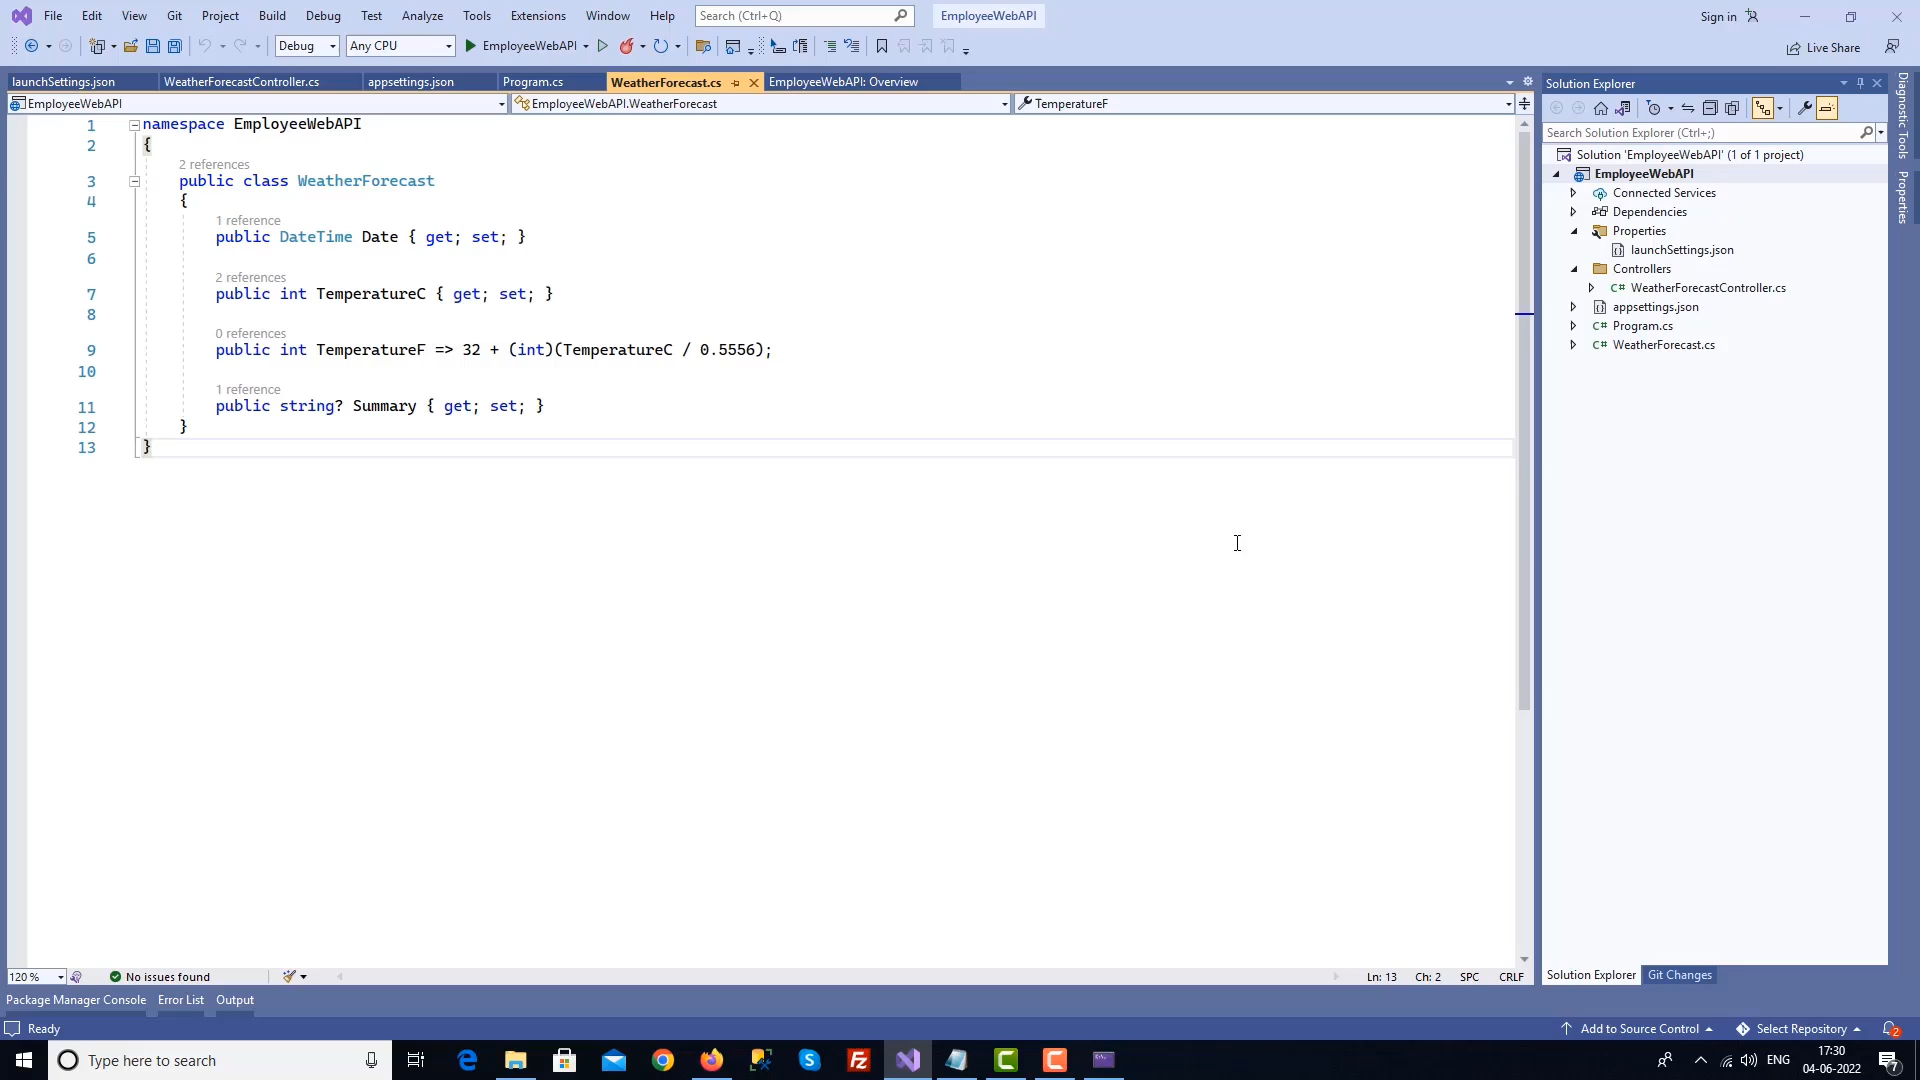 File Edit View Git Project Build Debug Test Analyze Tools Extensions Window Help Search (Ctrl+Q) EmployeeWebAPI Sign in
Debug Any CPU EmployeeWebAPI Live Share
launchSettings.json WeatherForecastController.cs appsettings.json Program.cs WeatherForecast.cs EmployeeWebAPI: Overview
EmployeeWebAPI EmployeeWebAPI.WeatherForecast TemperatureF
1 namespace EmployeeWebAPI
2 {
2 references
3 public class WeatherForecast
4 {
1 reference
5 public DateTime Date { get; set; }
6
2 references
7 public int TemperatureC { get; set; }
8
0 references
9 public int TemperatureF => 32 + (int)(TemperatureC / 0.5556);
10
1 reference
11 public string? Summary { get; set; }
12 }
13 }
120 % No issues found Ln: 13 Ch: 2 SPC CRLF
Solution Explorer
Search Solution Explorer (Ctrl+;)
Solution 'EmployeeWebAPI' (1 of 1 project)
EmployeeWebAPI
Connected Services
Dependencies
Properties
launchSettings.json
Controllers
C# WeatherForecastController.cs
appsettings.json
C# Program.cs
C# WeatherForecast.cs
Solution Explorer Git Changes
Diagnostic Tools
Properties
Package Manager Console Error List Output
Ready Add to Source Control Select Repository 2
Type here to search ENG 17:30
04-06-2022 7